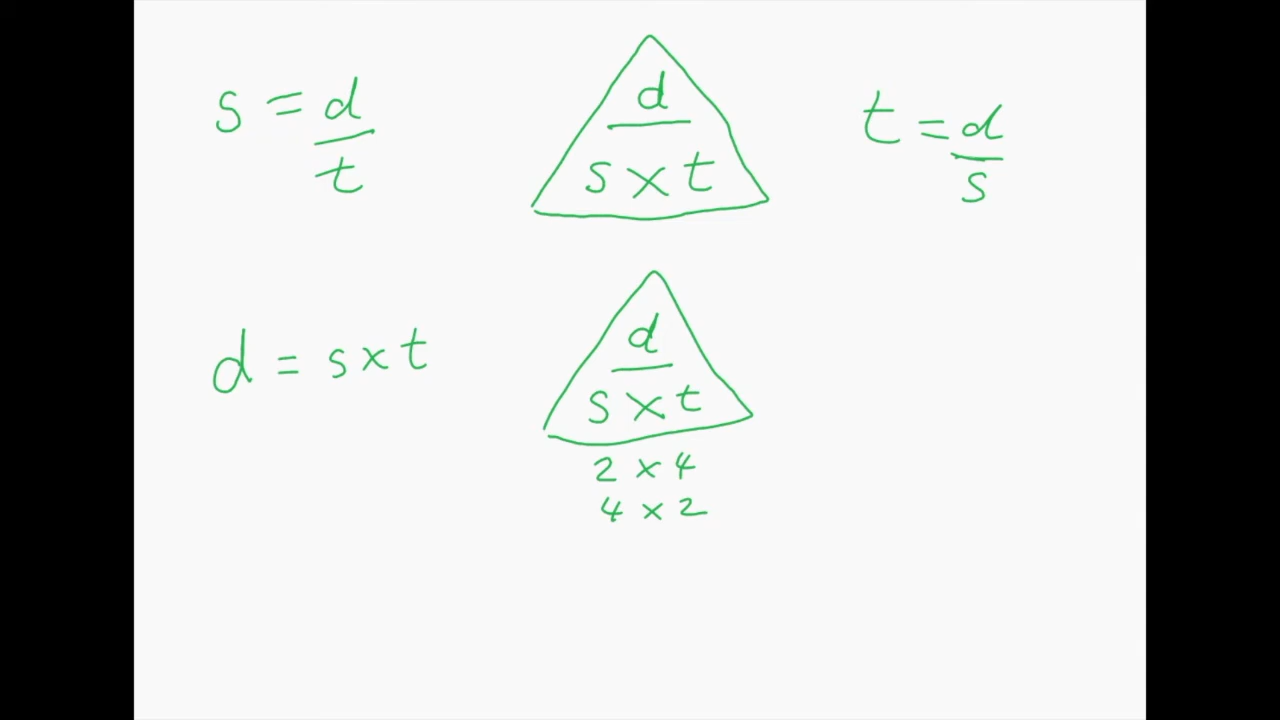 s = d/t
d
s x t
t = d/s
d = s x t
d
s x t
2 x 4
4 x 2